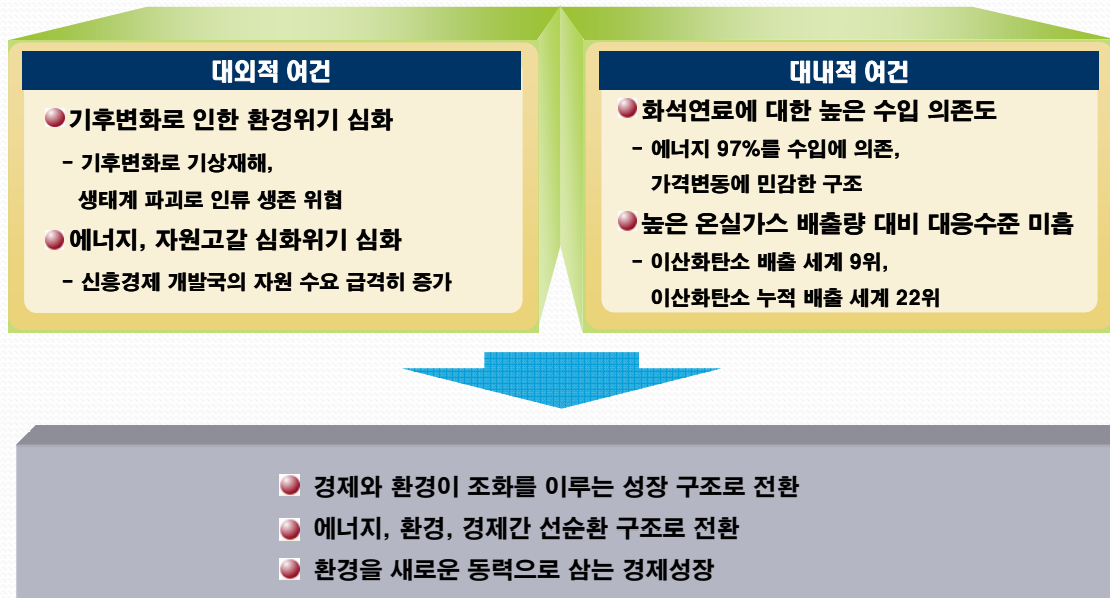 대외적 여건
기후변화로 인한 환경위기 심화
- 기후변화로 기상재해,
생태계 파괴로 인류 생존 위협
에너지, 자원고갈 심화위기 심화
- 신흥경제 개발국의 자원 수요 급격히 증가
대내적 여건
화석연료에 대한 높은 수입 의존도
- 에너지 97%를 수입에 의존,
가격변동에 민감한 구조
높은 온실가스 배출량 대비 대응수준 미흡
- 이산화탄소 배출 세계 9위,
이산화탄소 누적 배출 세계 22위
경제와 환경이 조화를 이루는 성장 구조로 전환
에너지, 환경, 경제간 선순환 구조로 전환
환경을 새로운 동력으로 삼는 경제성장